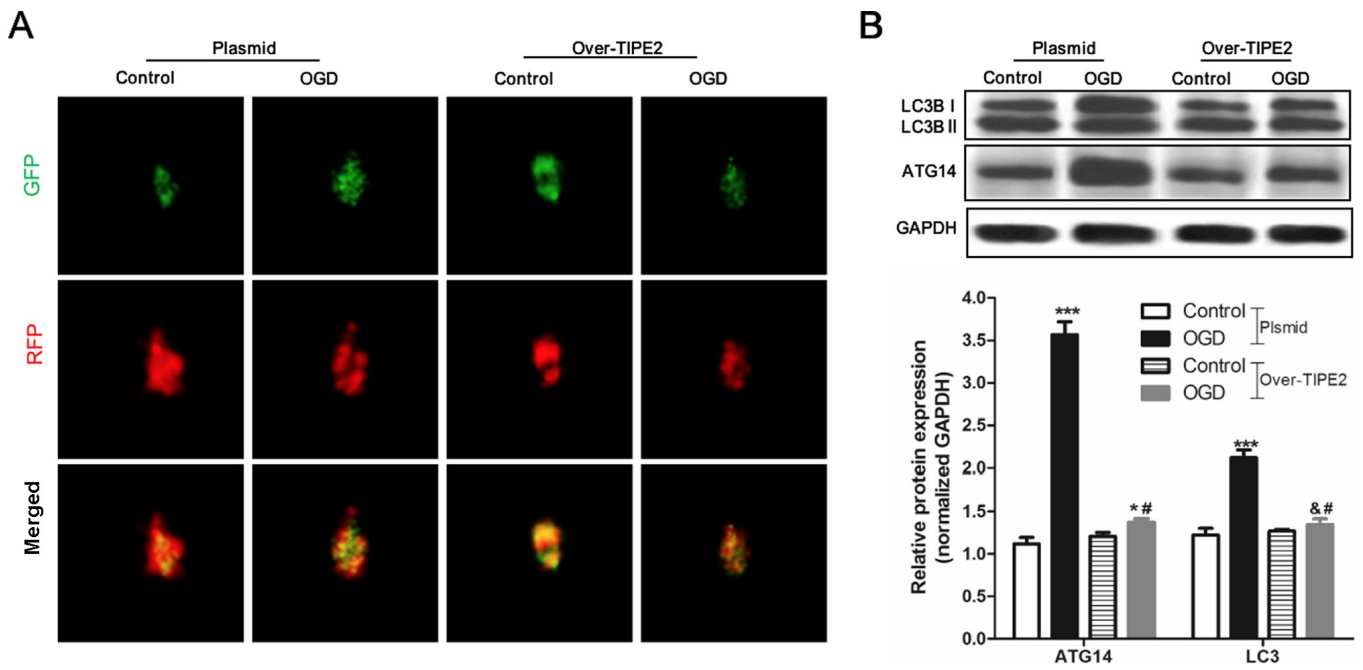 A
Plasmid
Over-TIPE2
Control
OGD
Control
OGD
GFP
RFP
Merged
B
Plasmid
Over-TIPE2
Control
OGD
Control
OGD
LC3B I
LC3B II
ATG14
GAPDH
Relative protein expression
(normalized GAPDH)
4.0
3.5
3.0
2.5
2.0
1.5
1.0
0.5
0.0
***
* #
***
& #
Control
OGD
Plsmid
Control
OGD
Over-TIPE2
ATG14
LC3